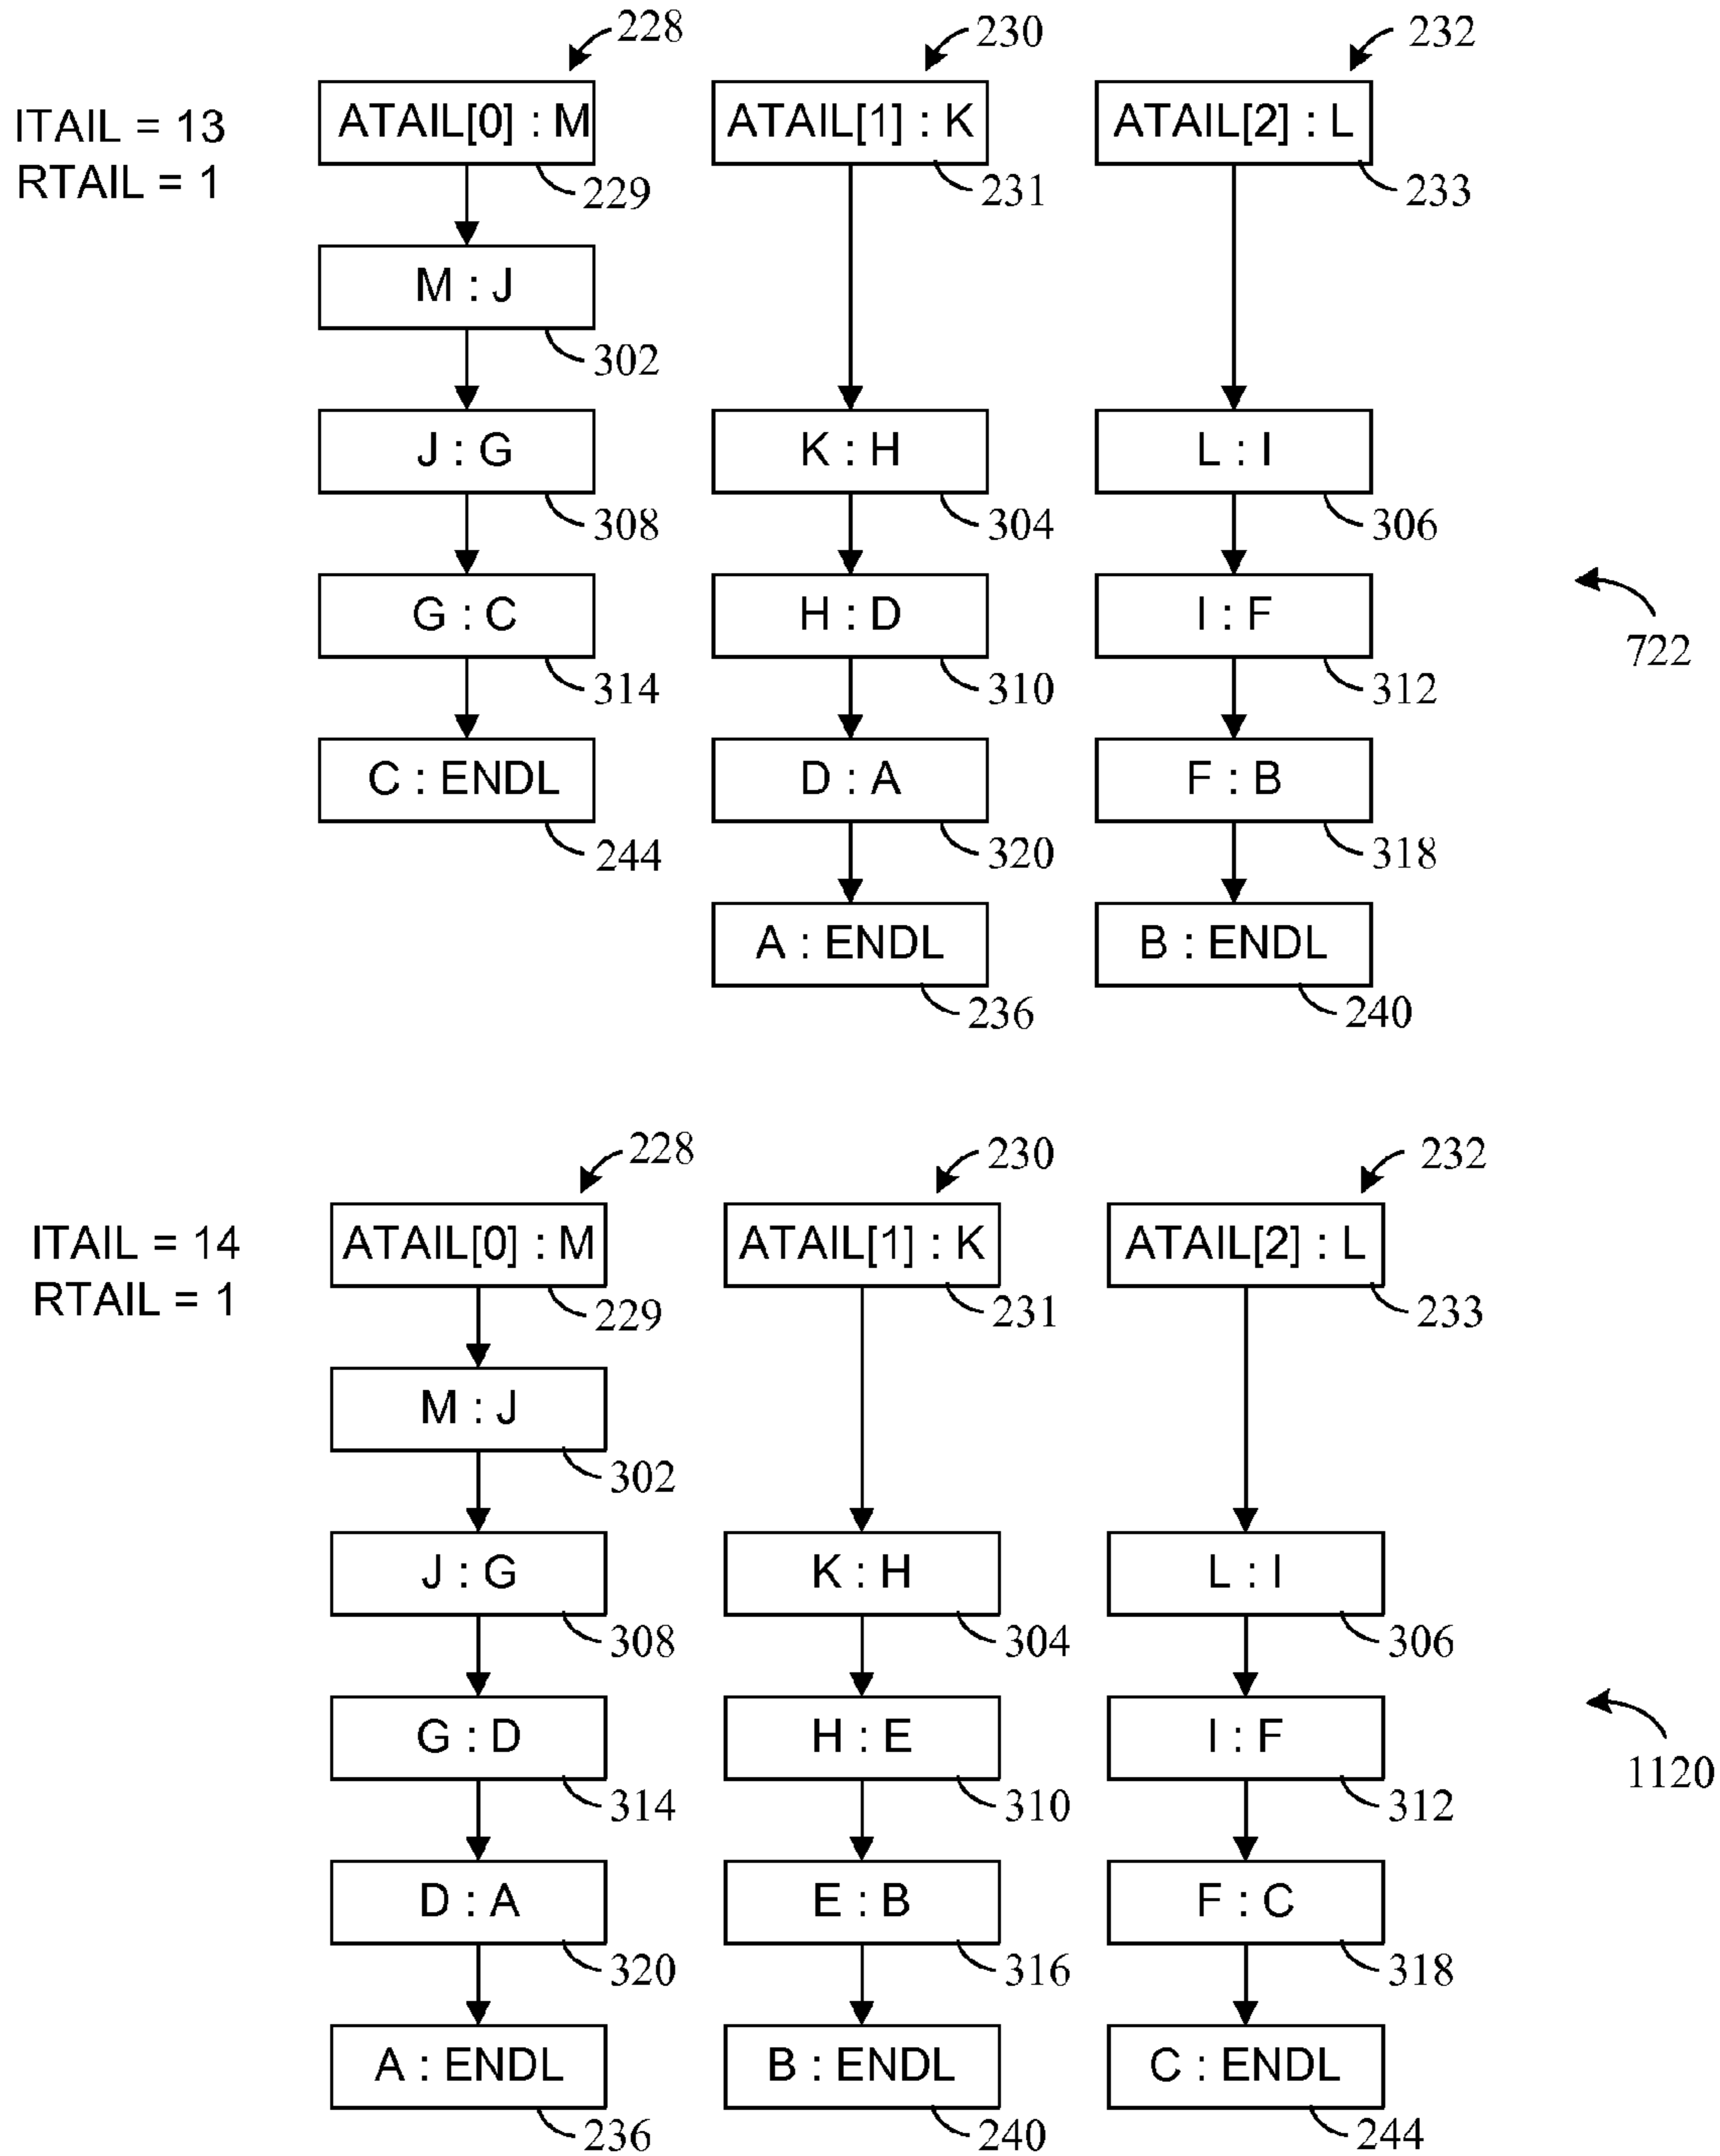 228 230 232
ITAIL = 13 ATAIL[0] : M ATAIL[1] : K ATAIL[2] : L
RTAIL = 1
229 231 233
M : J
302
J : G K : H L : I
308 304 306
G : C H : D I : F
722
314 310 312
C : ENDL D : A F : B
244 320 318
A : ENDL B : ENDL
236 240
228 230 232
ITAIL = 14 ATAIL[0] : M ATAIL[1] : K ATAIL[2] : L
RTAIL = 1
229 231 233
M : J
302
J : G K : H L : I
308 304 306
G : D H : E I : F
1120
314 310 312
D : A E : B F : C
320 316 318
A : ENDL B : ENDL C : ENDL
236 240 244